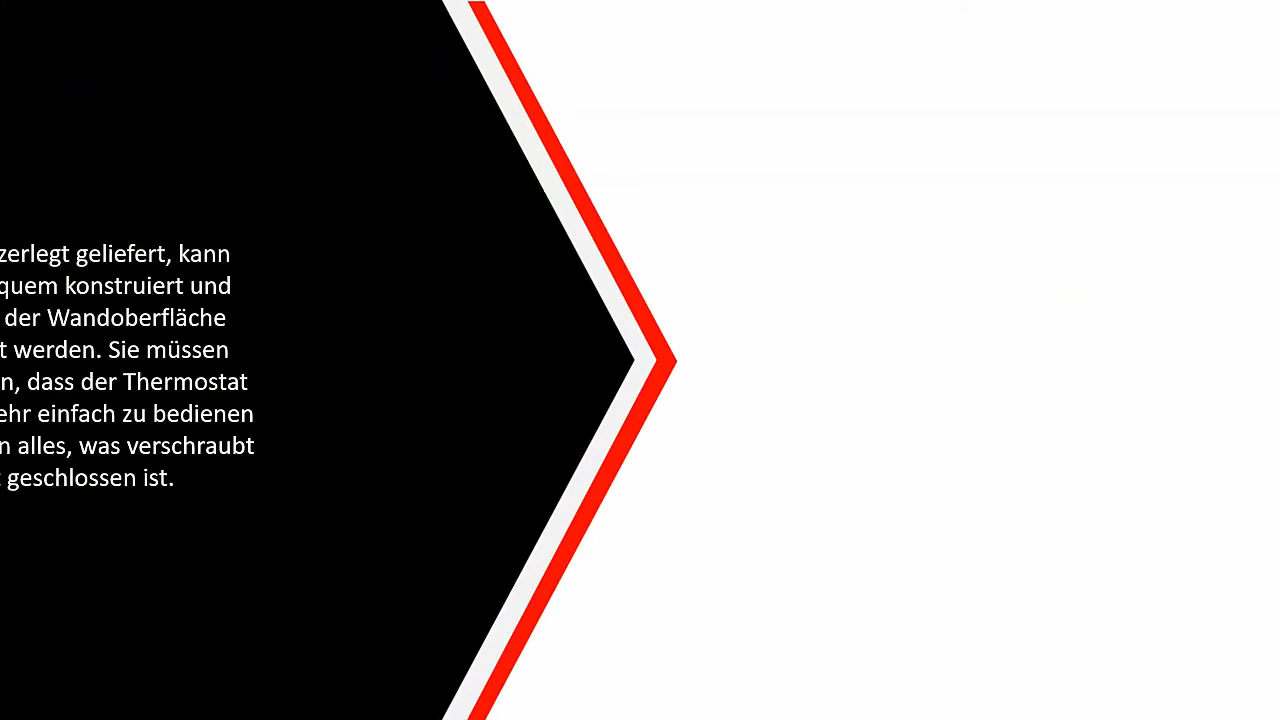 zerlegt geliefert, kann
quem konstruiert und
der Wandoberfläche
t werden. Sie müssen
n, dass der Thermostat
ehr einfach zu bedienen
n alles, was verschraubt
geschlossen ist.